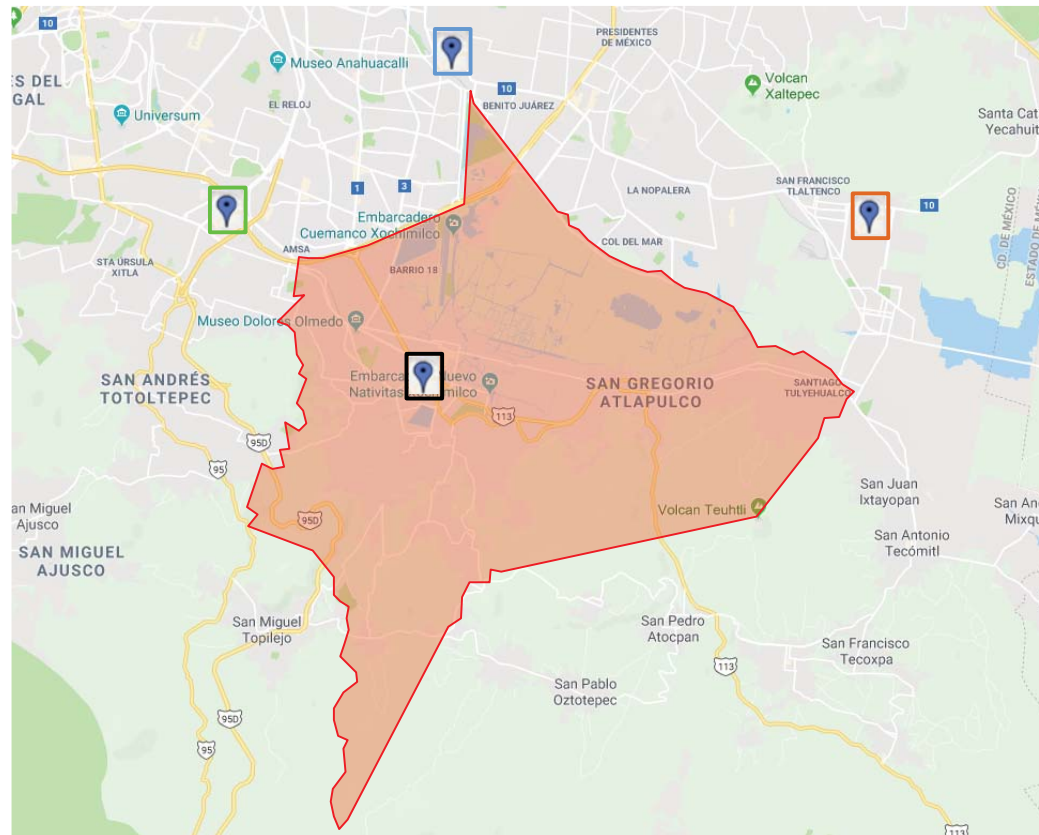 10
PRESIDENTES
DE MÉXICO
Museo Anahuacalli
ES DEL
GAL
Volcan
Xaltepec
10
EL RELOJ
BENITO JUÁREZ
Universum
Santa Cat
Yecahuit
SAN FRANCISCO
TLALTENCO
1
3
LA NOPALERA
10
Embarcadero
Cuemanco Xochimilco
CD. DE MÉXICO
ESTADO DE MÉX
AMSA
COL DEL MAR
STA ÚRSULA
XITLA
BARRIO 18
Museo Dolores Olmedo
SAN ANDRÉS
TOTOLTEPEC
Nuevo
Nativitas
SAN GREGORIO
ATLAPULCO
SANTIAGO
TULYEHUALCO
113
95D
95
San Juan
Ixtayopan
an Miguel
Ajusco
95D
Volcan Teuhtli
San An
Mixqu
San Antonio
Tecómitl
SAN MIGUEL
AJUSCO
San Miguel
Topilejo
San Pedro
Atocpan
San Francisco
Tecoxpa
113
San Pablo
Oztotepec
95D
95
113